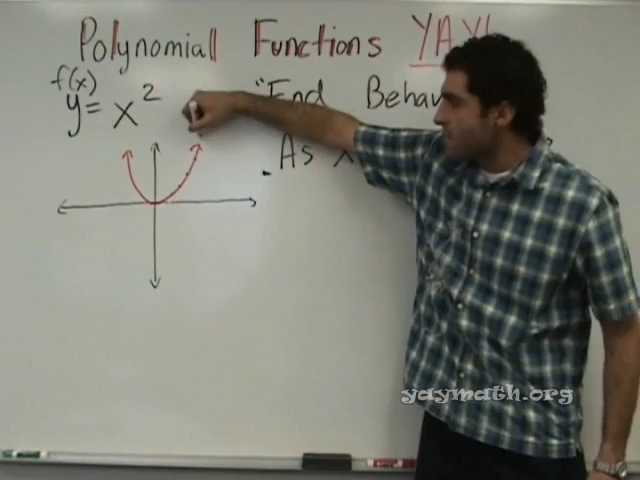 Polynomial Functions YAY!
f(x)
y = x²
"End Behav
. As x
yaymath.org